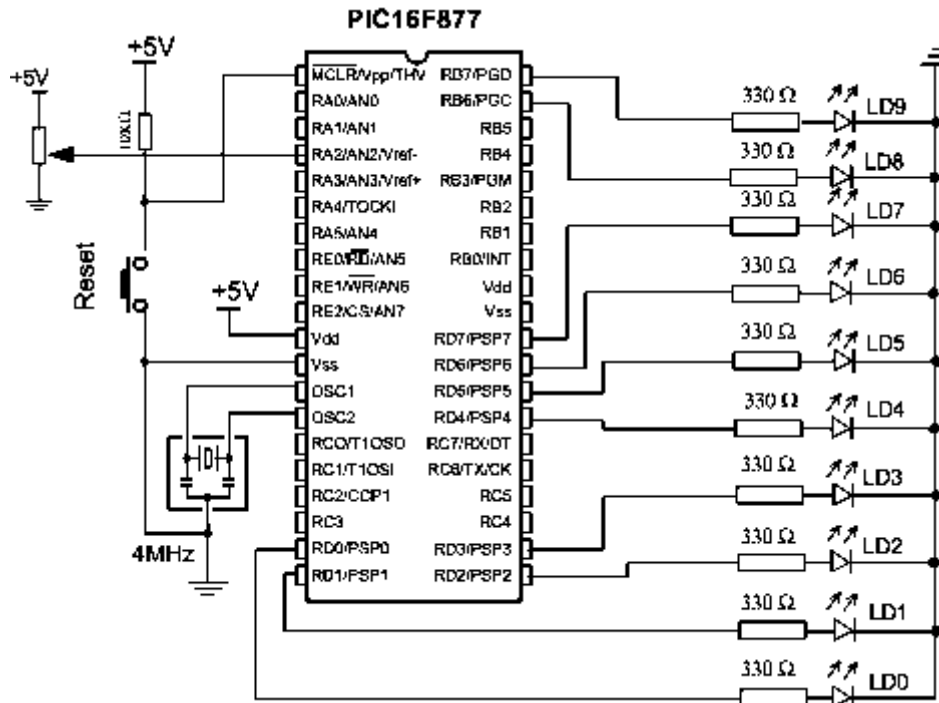 PIC16F877
+5V
+5V
10KΩ
Reset
+5V
4MHz
MCLR/Vpp/THV
RA0/AN0
RA1/AN1
RA2/AN2/Vref-
RA3/AN3/Vref+
RA4/TOCKI
RA5/AN4
RE0/RD/AN5
RE1/WR/AN6
RE2/CS/AN7
Vdd
Vss
OSC1
OSC2
RCO/T1OSO
RC1/T1OSI
RC2/CCP1
RC3
RD0/PSP0
RD1/PSP1
RB7/PGD
RB6/PGC
RB5
RB4
RB3/PGM
RB2
RB1
RB0/INT
Vdd
Vss
RD7/PSP7
RD6/PSP6
RD5/PSP5
RD4/PSP4
RC7/RX/DT
RC6/TX/CK
RC5
RC4
RD3/PSP3
RD2/PSP2
330 Ω LD9
330 Ω LD8
330 Ω LD7
330 Ω LD6
330 Ω LD5
330 Ω LD4
330 Ω LD3
330 Ω LD2
330 Ω LD1
330 Ω LD0